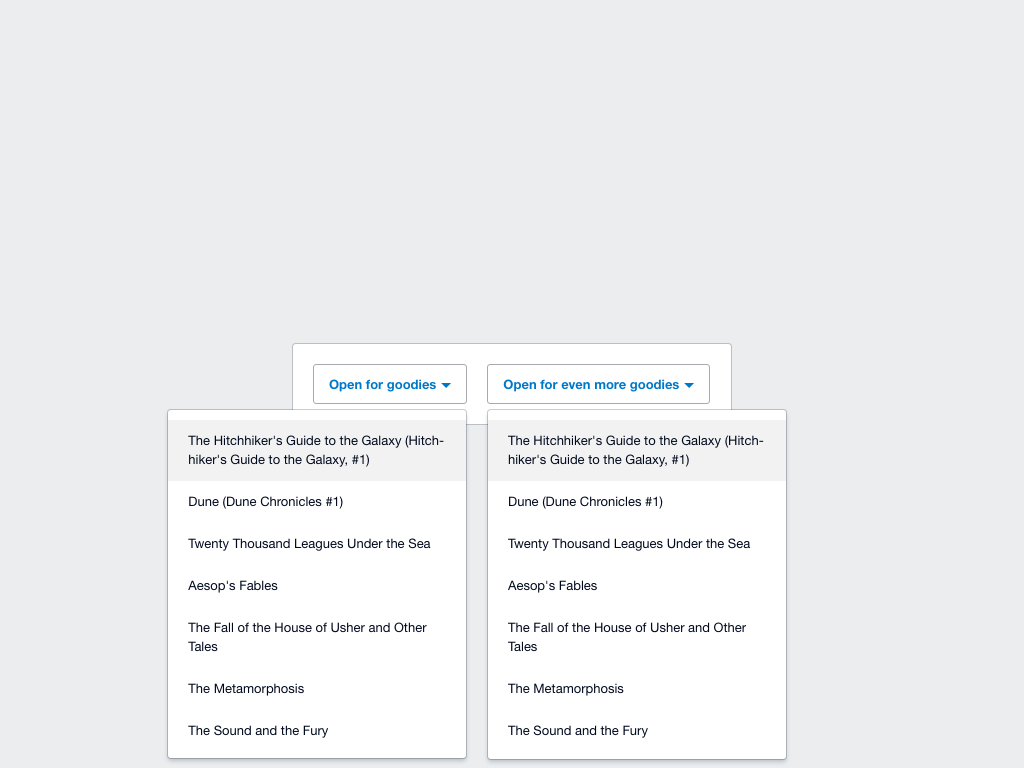 Open for goodies
Open for even more goodies
The Hitchhiker's Guide to the Galaxy (Hitch-
hiker's Guide to the Galaxy, #1)
Dune (Dune Chronicles #1)
Twenty Thousand Leagues Under the Sea
Aesop's Fables
The Fall of the House of Usher and Other
Tales
The Metamorphosis
The Sound and the Fury
The Hitchhiker's Guide to the Galaxy (Hitch-
hiker's Guide to the Galaxy, #1)
Dune (Dune Chronicles #1)
Twenty Thousand Leagues Under the Sea
Aesop's Fables
The Fall of the House of Usher and Other
Tales
The Metamorphosis
The Sound and the Fury